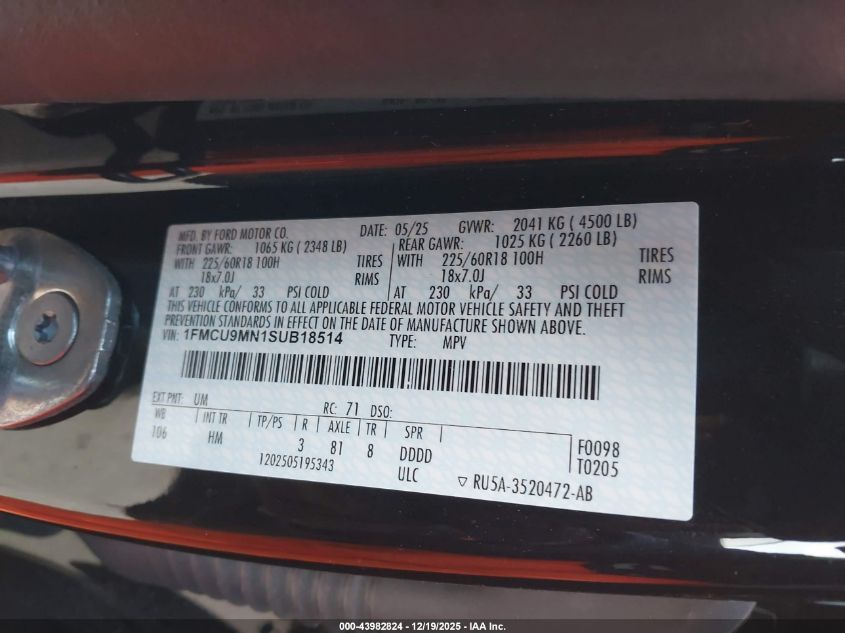 MFD. BY FORD MOTOR CO. DATE: 05/25 GVWR: 2041 KG ( 4500 LB)
FRONT GAWR: 1065 KG ( 2348 LB) REAR GAWR: 1025 KG ( 2260 LB)
WITH 225/60R18 100H TIRES WITH 225/60R18 100H TIRES
18x7.0J RIMS 18x7.0J RIMS
AT 230 kPa/ 33 PSI COLD AT 230 kPa/ 33 PSI COLD
THIS VEHICLE CONFORMS TO ALL APPLICABLE FEDERAL MOTOR VEHICLE SAFETY AND THEFT
PREVENTION STANDARDS IN EFFECT ON THE DATE OF MANUFACTURE SHOWN ABOVE.
VIN: 1FMCU9MN1SUB18514 TYPE: MPV
EXT PNT: UM RC: 71 DSO:
WB INT TR TP/PS R AXLE TR SPR
106 HM 3 81 8 DDDD
F0098
T0205
1202505195343 ULC ▽ RU5A-3520472-AB
000-43982824 - 12/19/2025 - IAA Inc.